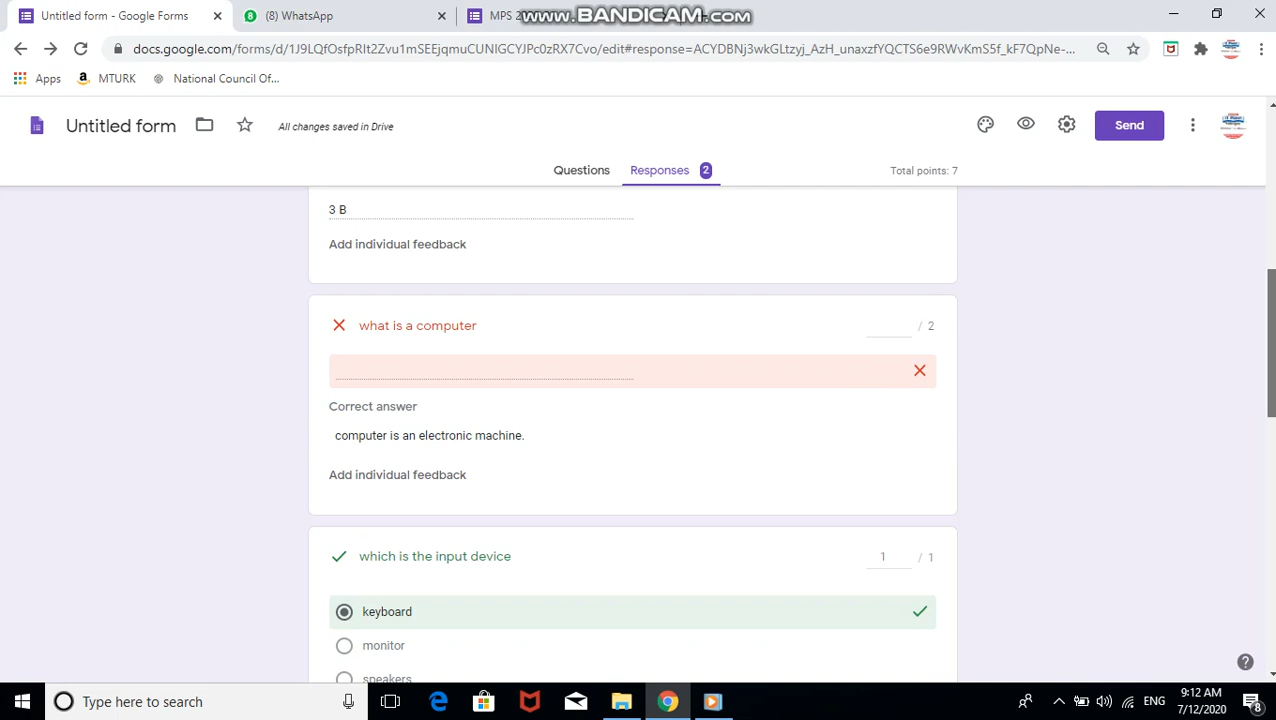 Untitled form - Google Forms
WhatsApp
MPS 2
www.BANDICAM.com
docs.google.com/forms/d/1J9LQfOsfpRIt2Zvu1mSEEjqmuCUNIGCYJfeUzRX7Cvo/edit#response=ACYDBNj3wkGLtzyj_AzH_unaxzfYQCTS6e9RWWKmS5f_kF7QpNe-...
Apps
MTURK
National Council Of...
Untitled form
All changes saved in Drive
Send
Questions
Responses 2
Total points: 7
3 B
Add individual feedback
what is a computer
/ 2
Correct answer
computer is an electronic machine.
Add individual feedback
which is the input device
1 / 1
keyboard
monitor
speakers
Type here to search
ENG
9:12 AM
7/12/2020
8